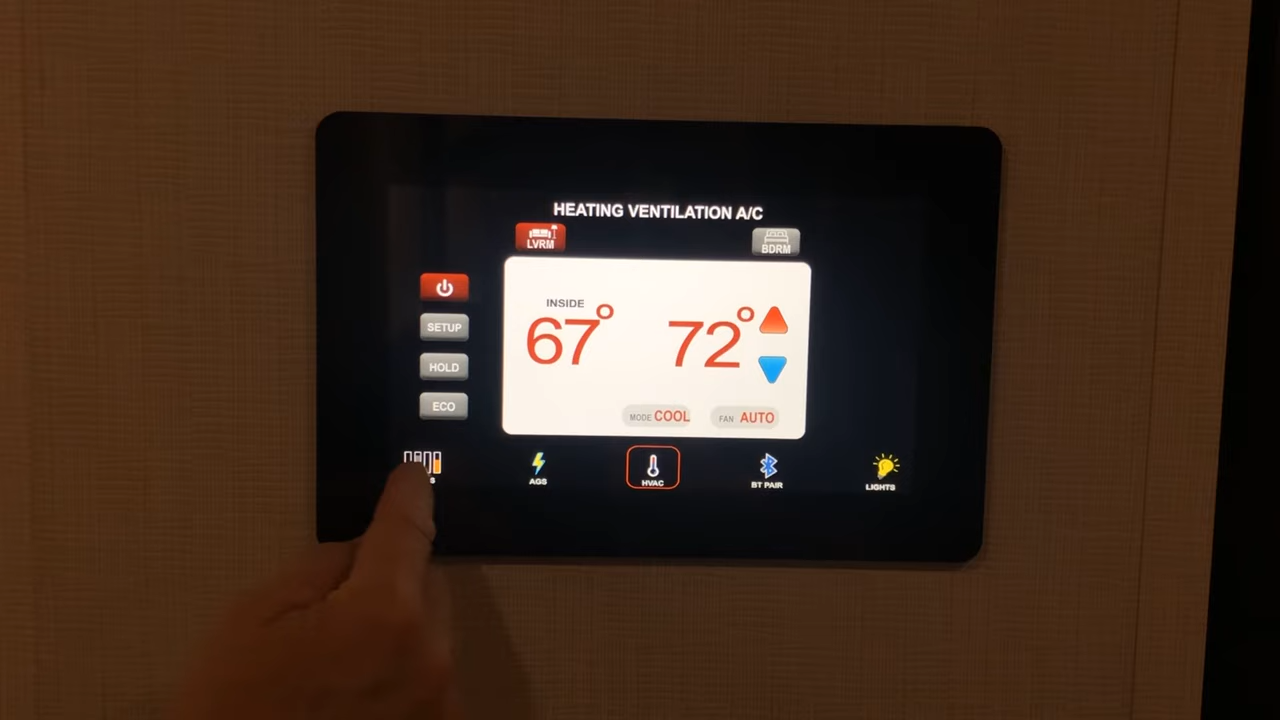 HEATING VENTILATION A/C
LVRM
BDRM
SETUP
HOLD
ECO
INSIDE
67° 72°
MODE COOL FAN AUTO
AGS
HVAC
BT PAIR
LIGHTS